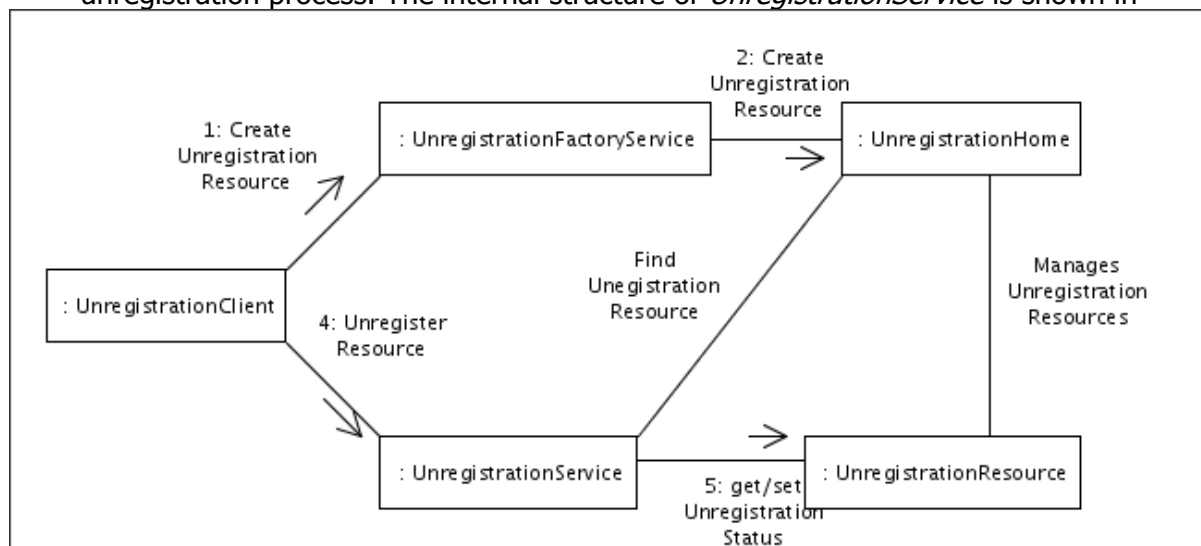 unregistration process. The internal structure of UnregistrationService is shown in
2: Create
Unregistration
Resource
1: Create
Unregistration
Resource
: UnregistrationFactoryService
: UnregistrationHome
Find
Unegistration
Resource
Manages
Unregistration
Resources
: UnregistrationClient
4: Unregister
Resource
: UnregistrationService
: UnregistrationResource
5: get/set
Unregistration
Status